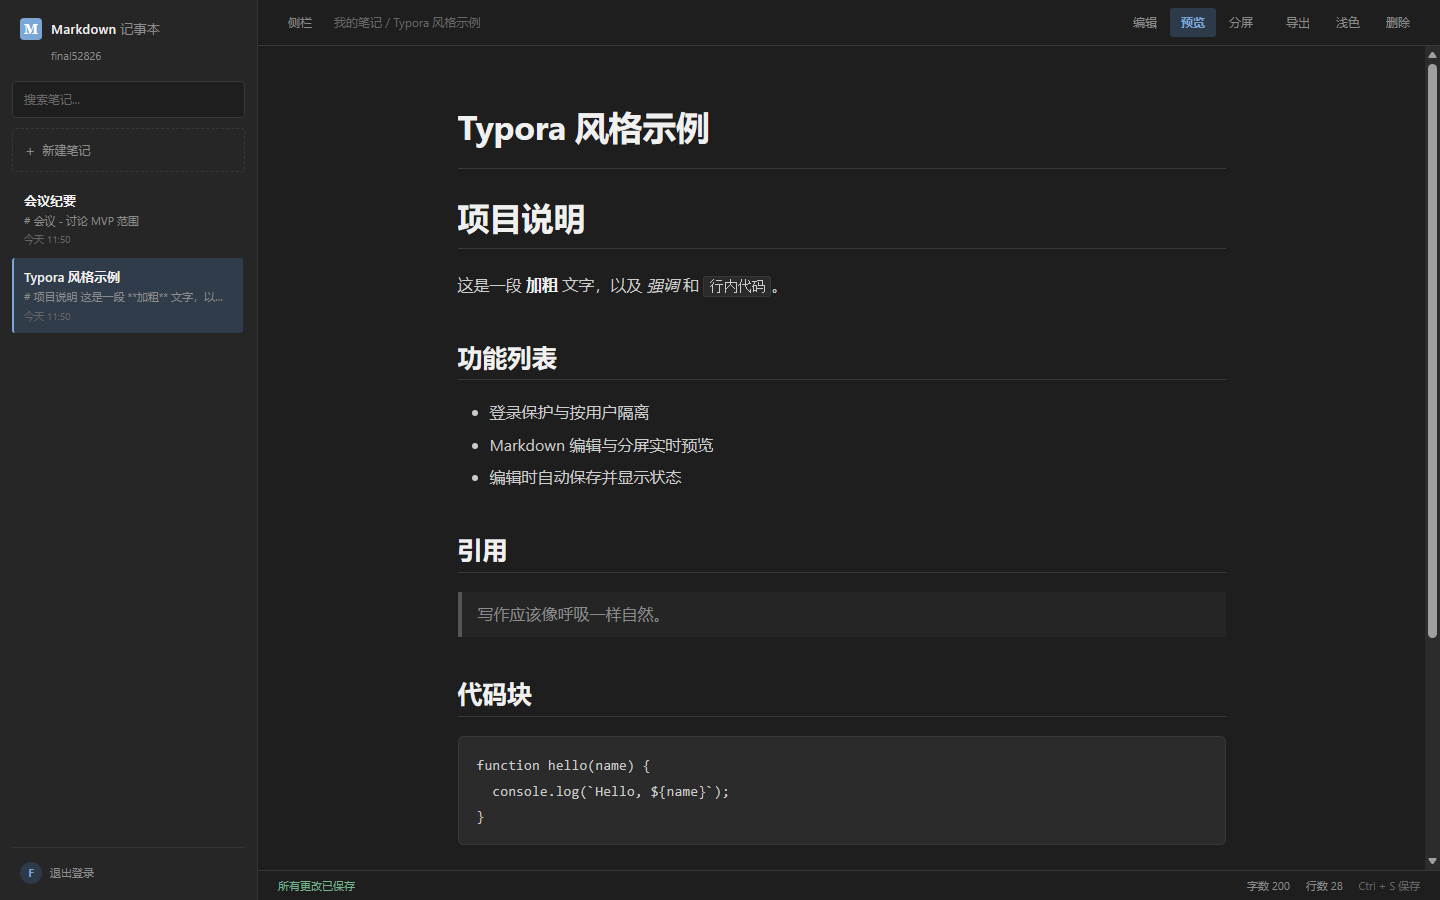 M Markdown 记事本
final52826
搜索笔记...
+ 新建笔记
会议纪要
# 会议 - 讨论 MVP 范围
今天 11:50
Typora 风格示例
# 项目说明 这是一段 **加粗** 文字，以...
今天 11:50
F 退出登录
侧栏 我的笔记 / Typora 风格示例 编辑 预览 分屏 导出 浅色 删除
Typora 风格示例
项目说明
这是一段 加粗 文字，以及 强调 和 行内代码 。
功能列表
• 登录保护与按用户隔离
• Markdown 编辑与分屏实时预览
• 编辑时自动保存并显示状态
引用
写作应该像呼吸一样自然。
代码块
function hello(name) {
  console.log(`Hello, ${name}`);
}
所有更改已保存 字数 200 行数 28 Ctrl + S 保存